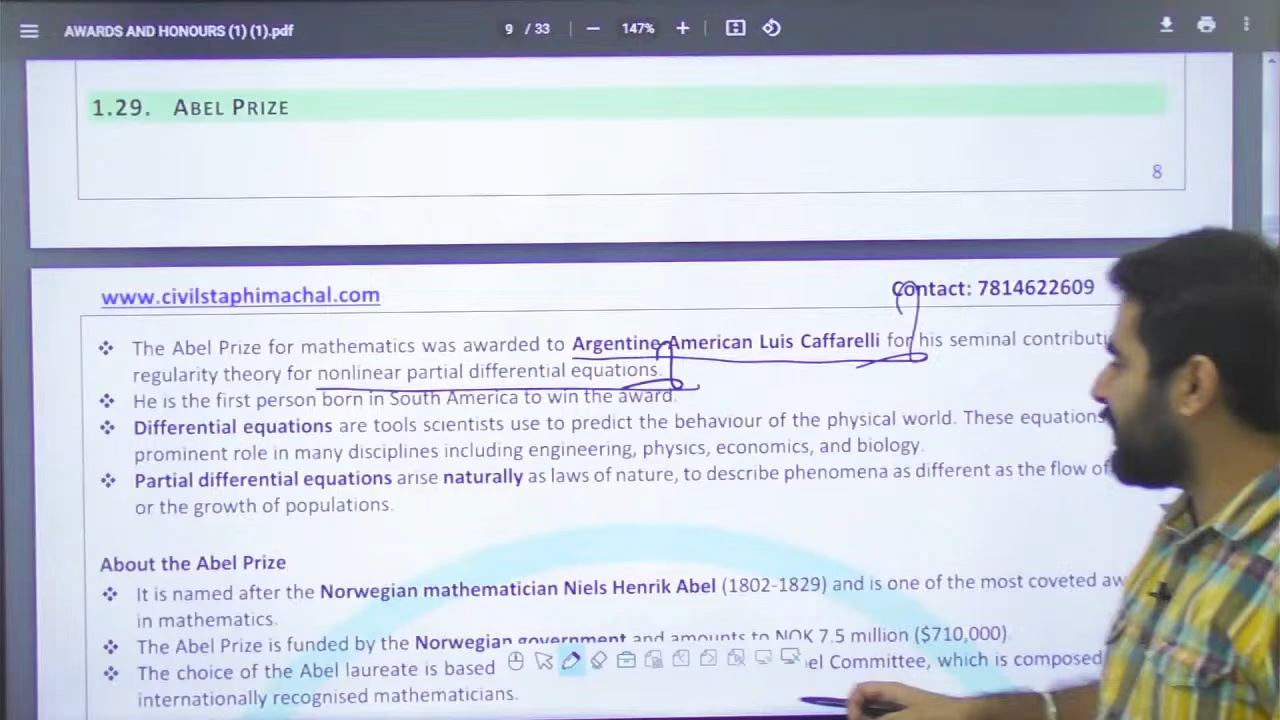 AWARDS AND HONOURS (1) (1).pdf
9 / 33
147%
1.29. ABEL PRIZE
8
www.civilstaphimachal.com
Contact: 7814622609
The Abel Prize for mathematics was awarded to Argentine American Luis Caffarelli for his seminal
regularity theory for nonlinear partial differential equations.
He is the first person born in South America to win the award.
Differential equations are tools scientists use to predict the behaviour of the physical world. These equations
prominent role in many disciplines including engineering, physics, economics, and biology.
Partial differential equations arise naturally as laws of nature, to describe phenomena as different as the flow of
or the growth of populations.
About the Abel Prize
It is named after the Norwegian mathematician Niels Henrik Abel (1802-1829) and is one of the most coveted
in mathematics.
The Abel Prize is funded by the Norwegian government and amounts to NOK 7.5 million ($710,000).
The choice of the Abel laureate is based Committee, which is composed
internationally recognised mathematicians.